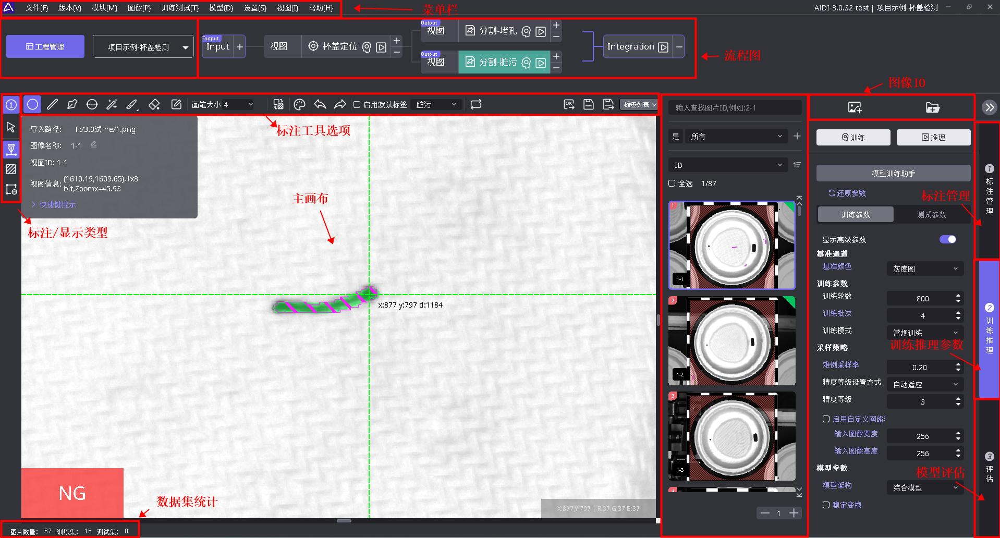 文件(F) 版本(V) 模块(M) 图像(P) 训练测试(T) 模型(D) 设置(S) 视图(I) 帮助(H)
菜单栏
AIDI-3.0.32-test | 项目示例-杯盖检测
工程管理
项目示例-杯盖检测
Output
Input
视图
杯盖定位
Output
视图
分割-堵孔
Output
视图
分割-脏污
Integration
流程图
图像IO
画笔大小 4
启用默认标签
脏污
OK
标签列表
标注工具选项
导入路径: F:/3.0试···e/1.png
图像名称: 1-1
视图ID: 1-1
视图信息: (1610.19,1609.65),1x8-
bit,Zoomx=45.93
快捷键提示
标注/显示类型
主画布
x:877 y:797 d:1184
NG
数据集统计
X:877,Y:797 | R:37 G:37 B:37
图片数量: 87 训练集: 18 测试集: 0
输入查找图片ID,例如:2-1
是 所有
ID
全选 1/87
1
1-1
2
1-2
3
1-3
4
1
训练
推理
模型训练助手
还原参数
训练参数 测试参数
显示高级参数
基准通道
基准颜色 灰度图
训练参数
训练轮数 800
训练批次 4
训练模式 常规训练
采样策略
难例采样率 0.20
精度等级设置方式 自动适应
精度等级 3
启用自定义网络
输入图像宽度 256
输入图像高度 256
模型参数
模型架构 综合模型
稳定变换
标注管理
训练推理参数
模型评估
1
标注管理
2
训练推理
3
评估